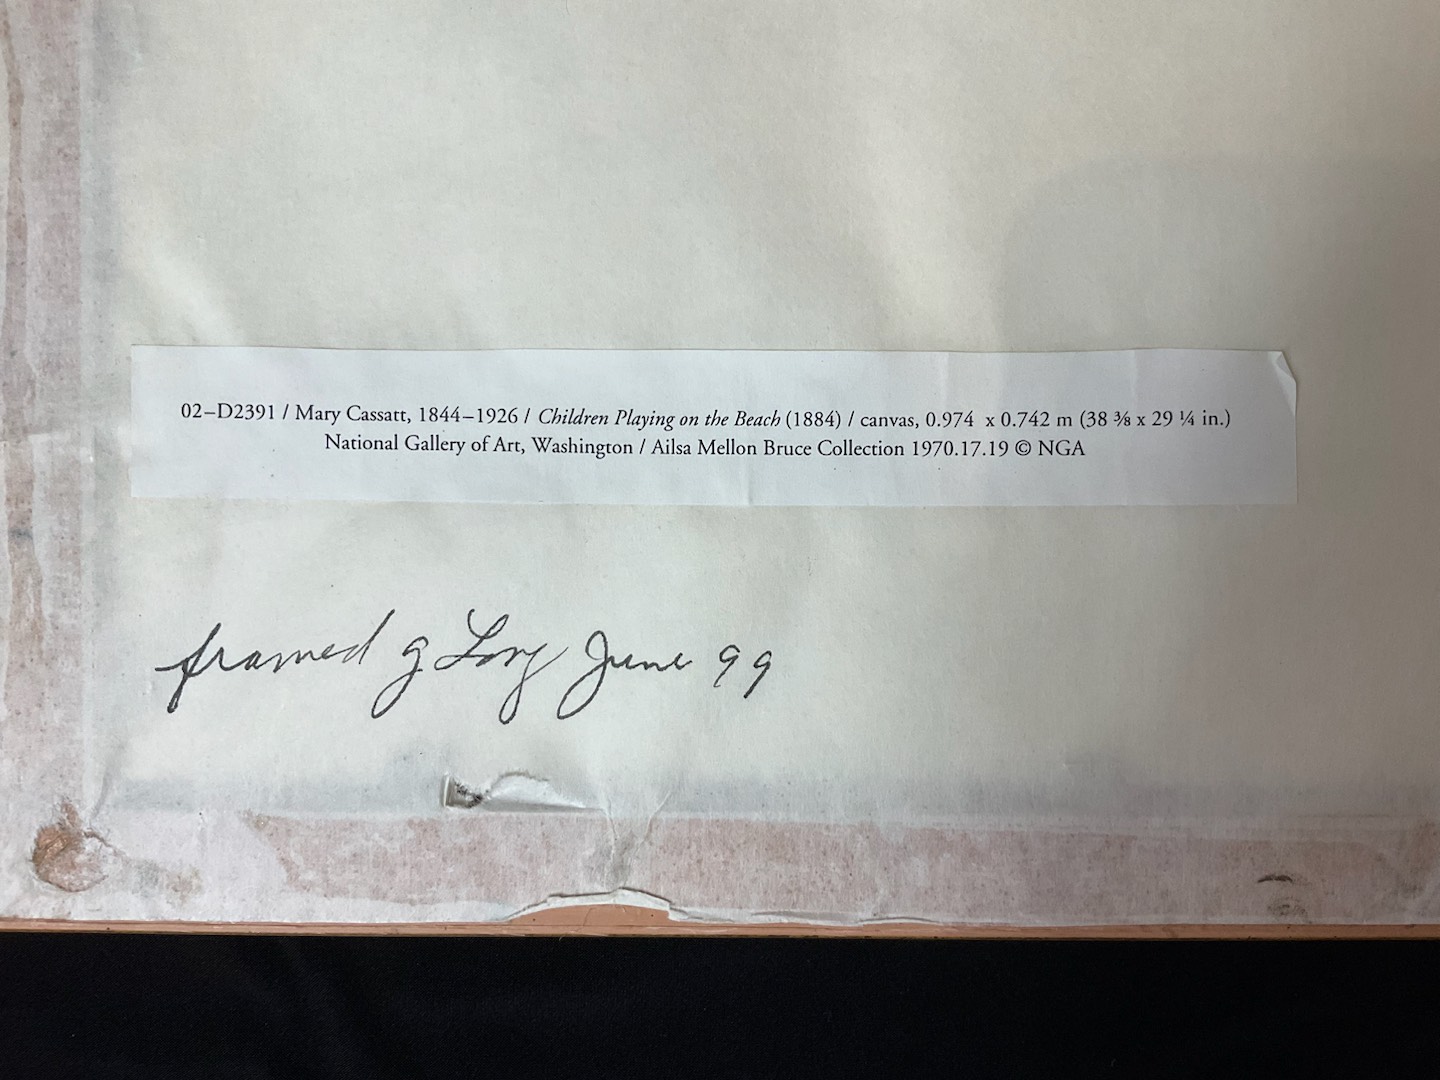 02–D2391 / Mary Cassatt, 1844–1926 / Children Playing on the Beach (1884) / canvas, 0.974 x 0.742 m (38 ⅜ x 29 ¼ in.)
National Gallery of Art, Washington / Ailsa Mellon Bruce Collection 1970.17.19 © NGA
framed g Long June 99